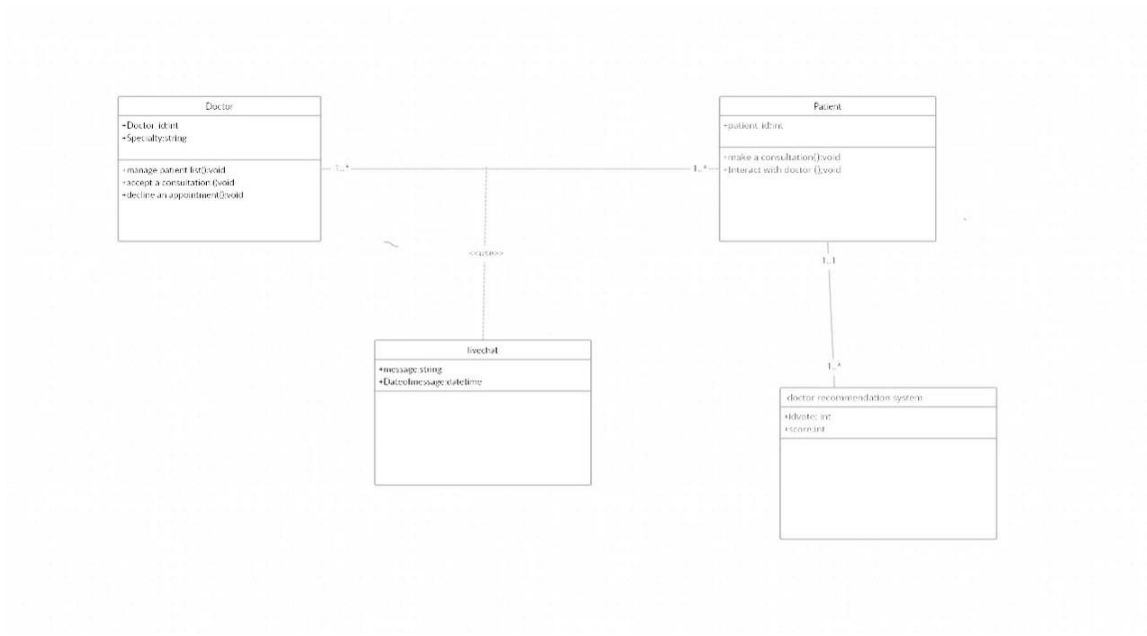 Doctor
+Doctor_id:int
+Specialty:string
+manage patient list():void
+accept a consultation ():void
+decline an appointment():void
1..*
1..*
Patient
+patient_id:int
+make a consultation():void
+Interact with doctor ():void
<<use>>
1..1
1..*
livechat
+message:string
+Dateofmessage:datetime
doctor recommendation system
+idvote: int
+score:int